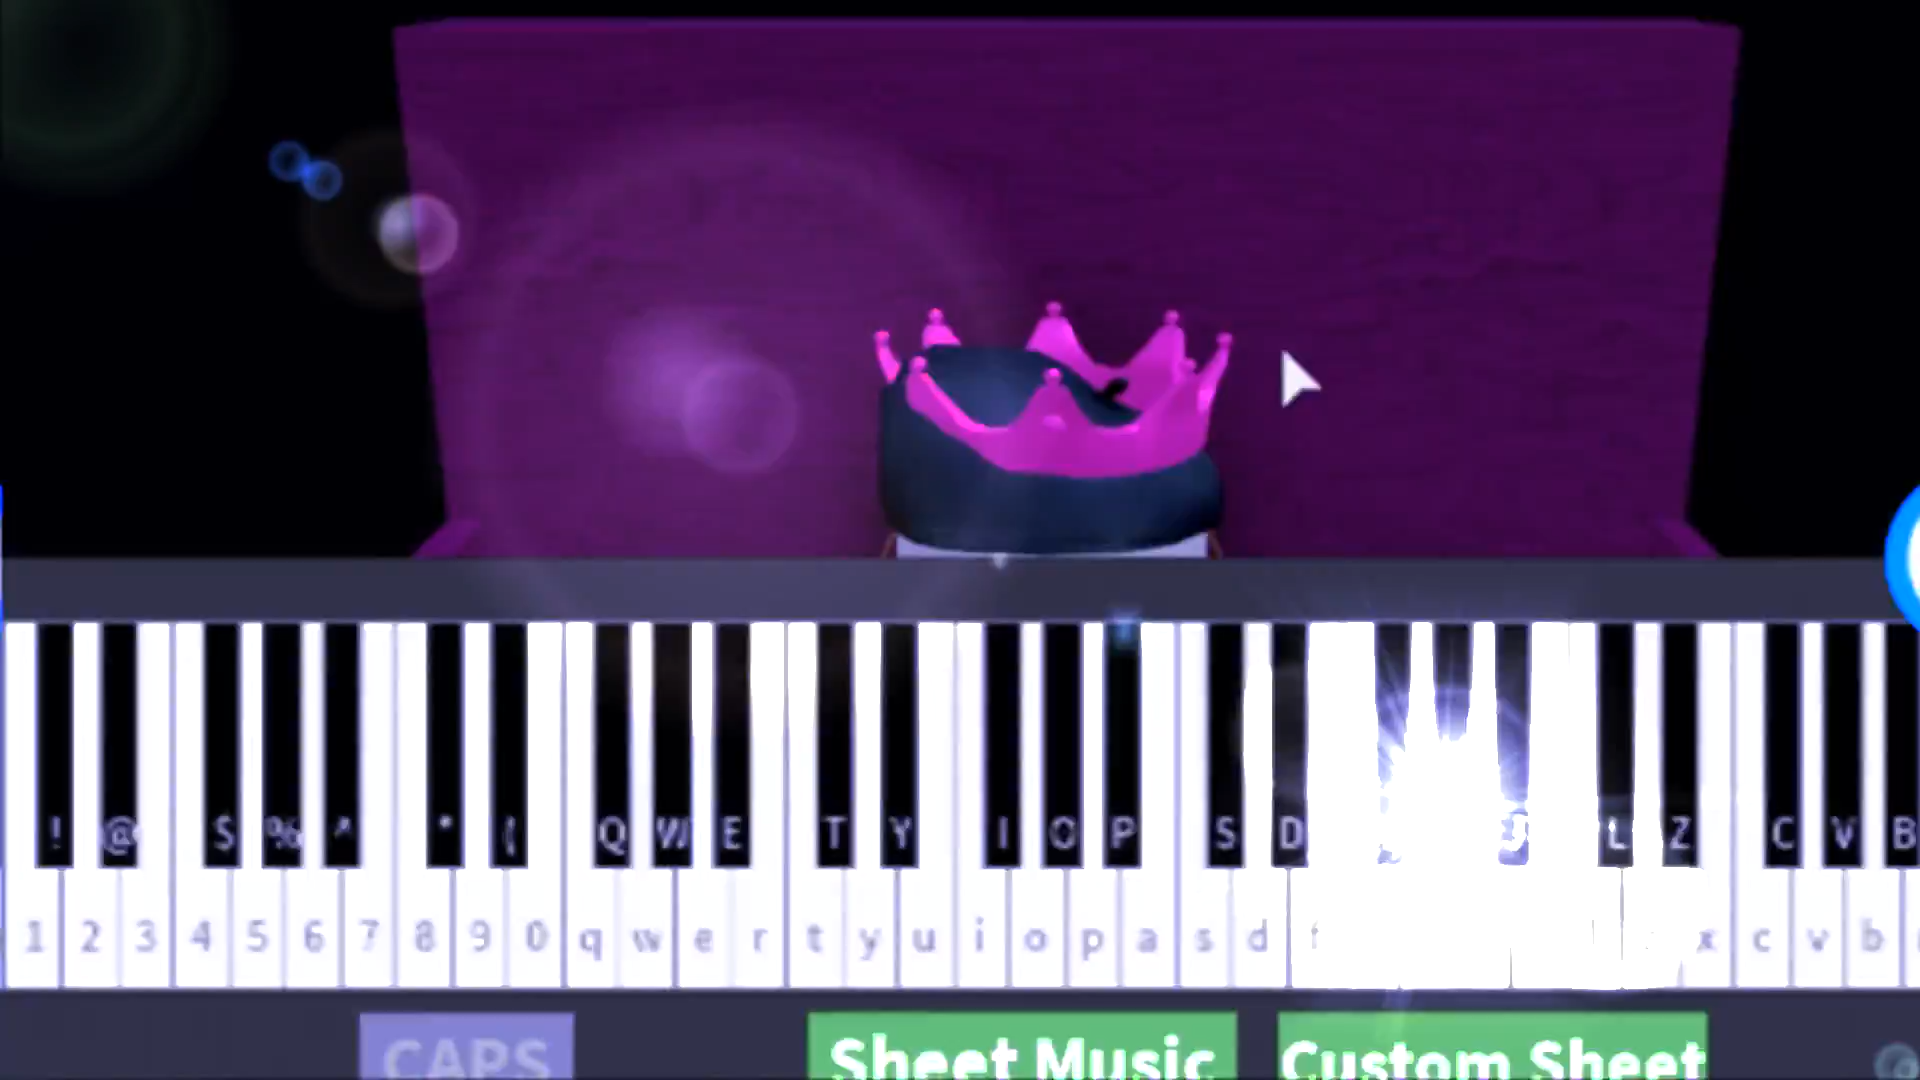 ! @ $ % ^ * ( Q W E T Y I O P S D J L Z C V B
1 2 3 4 5 6 7 8 9 0 q w e r t y u i o p a s d f l x c v b
CAPS Sheet Music Custom Sheet